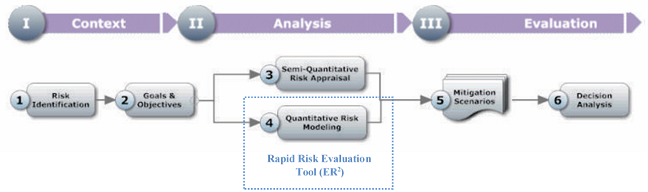 I Context II Analysis III Evaluation
1 Risk
Identification
2 Goals &
Objectives
3 Semi-Quantitative
Risk Appraisal
4 Quantitative Risk
Modeling
Rapid Risk Evaluation
Tool (ER²)
5 Mitigation
Scenarios
6 Decision
Analysis